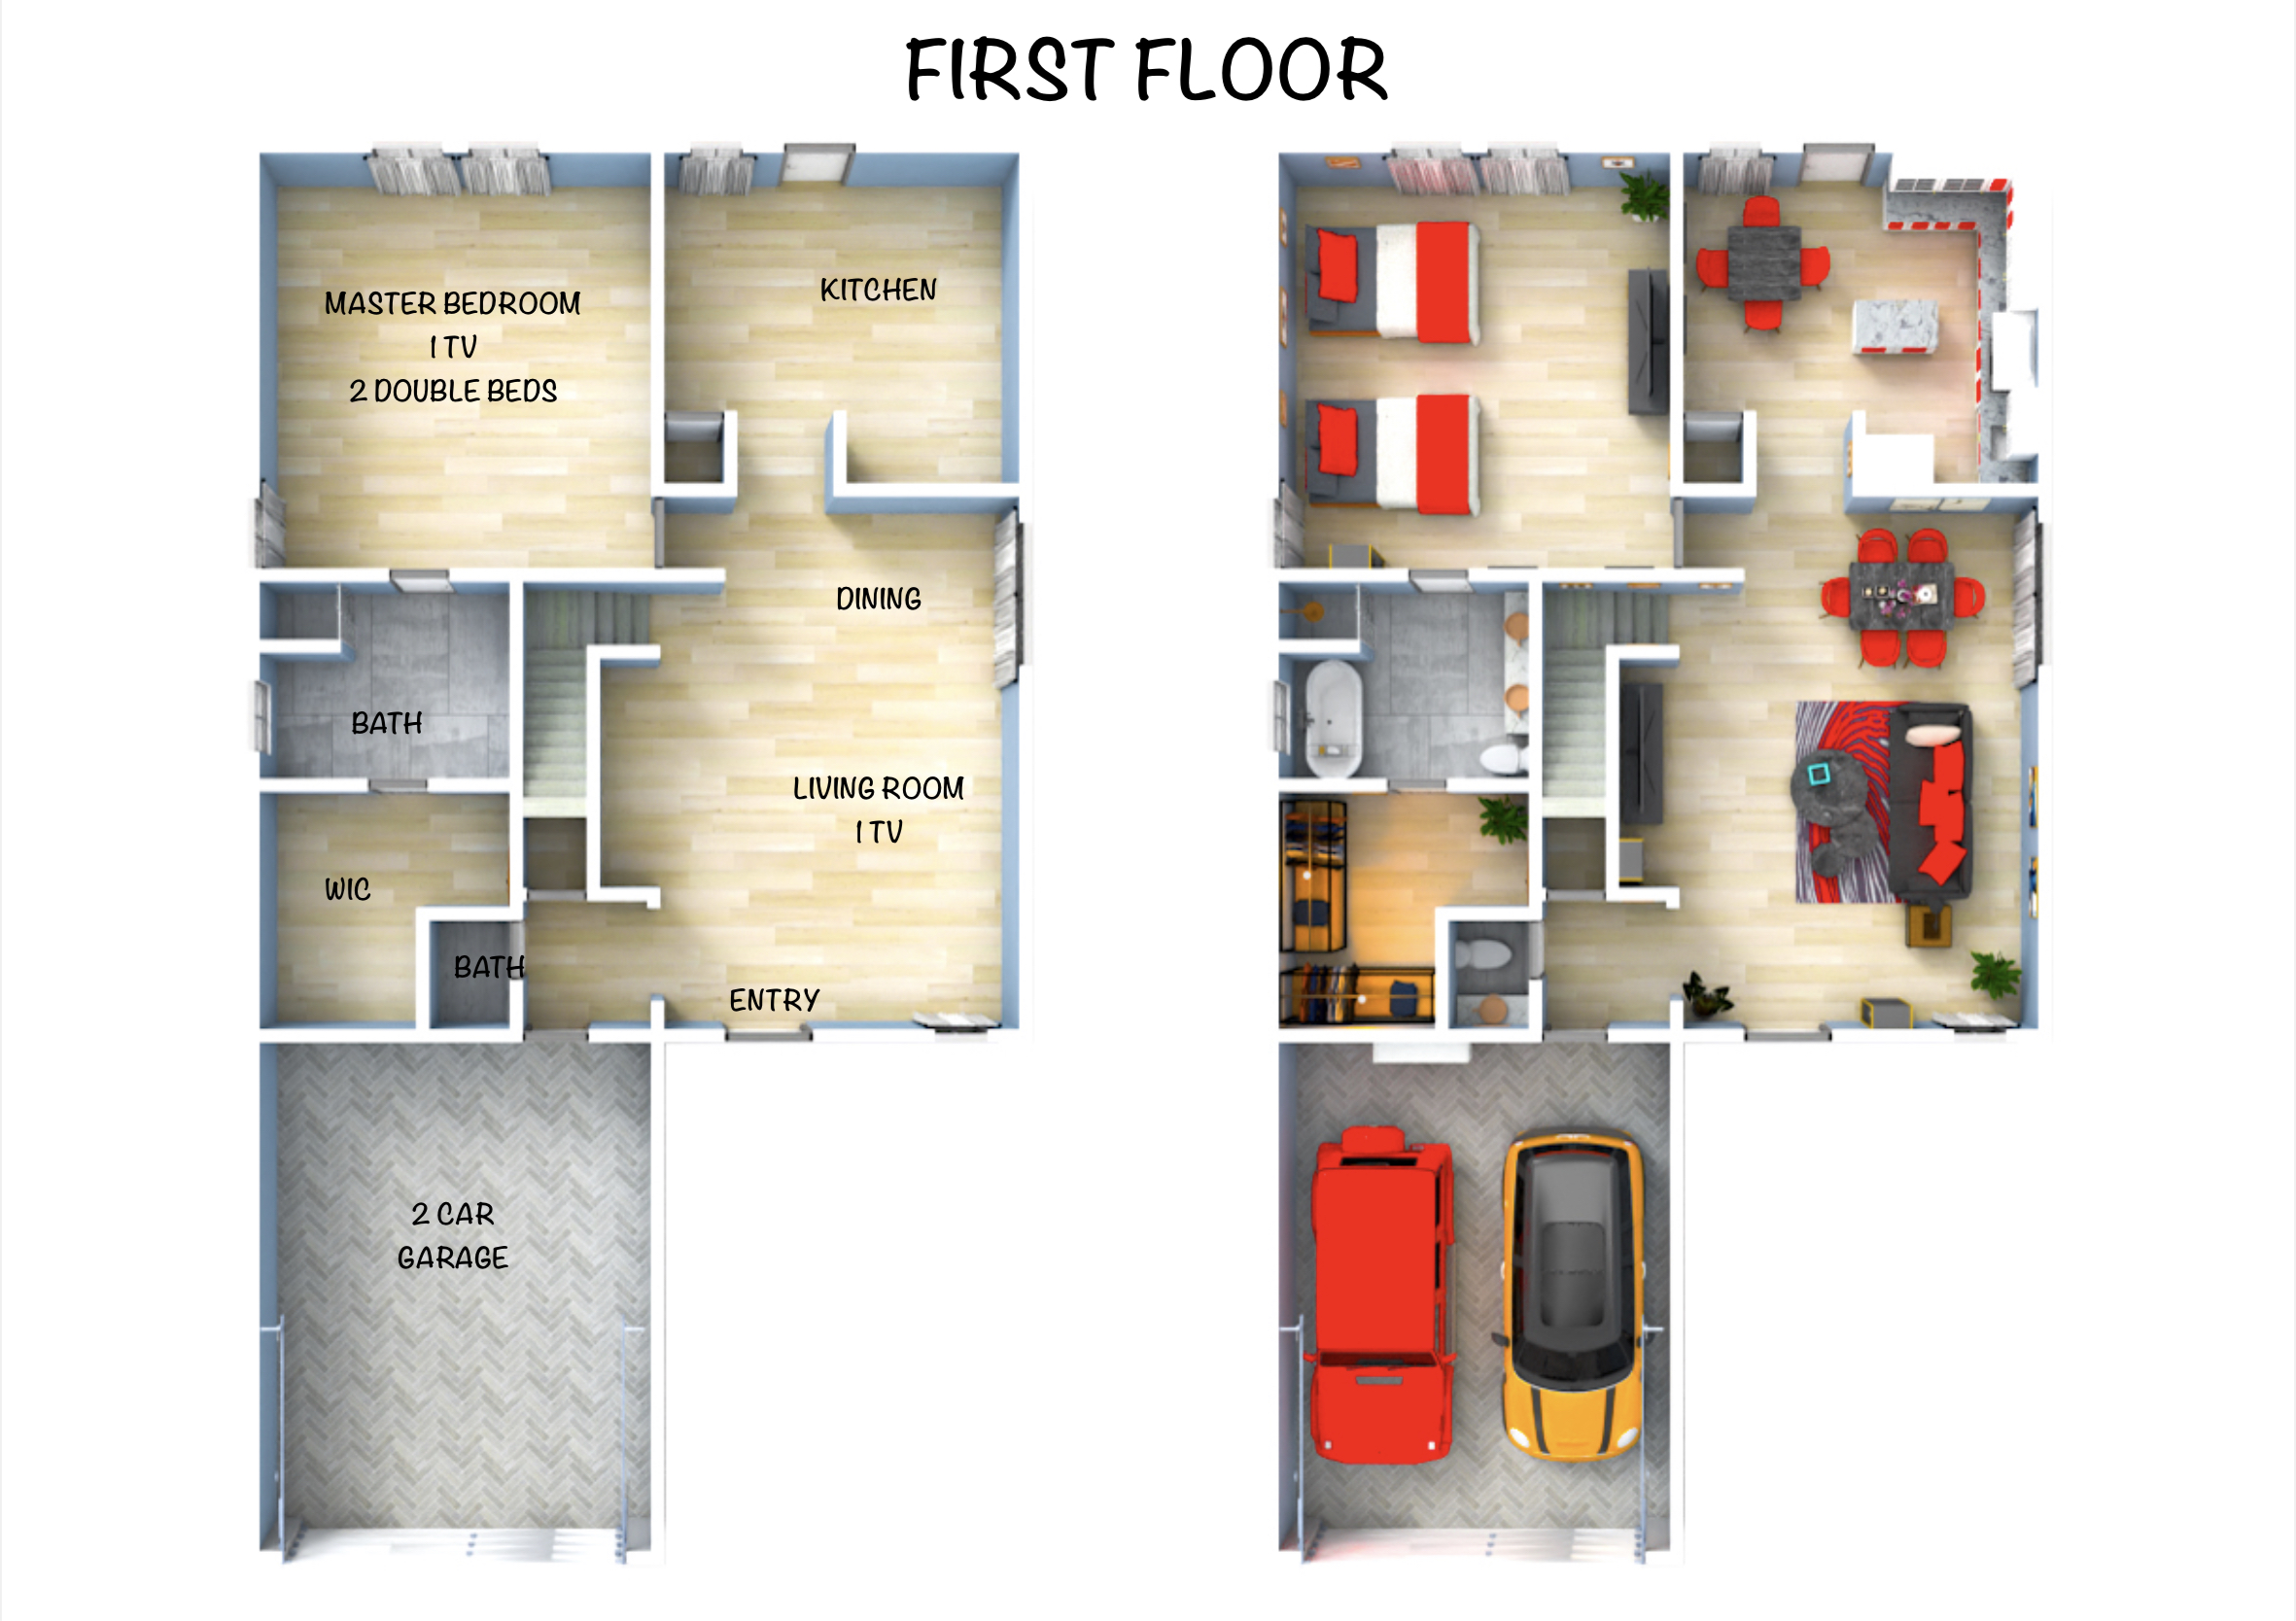 FIRST FLOOR
MASTER BEDROOM
1 TV
2 DOUBLE BEDS
KITCHEN
DINING
BATH
LIVING ROOM
1 TV
WIC
BATH
ENTRY
2 CAR
GARAGE